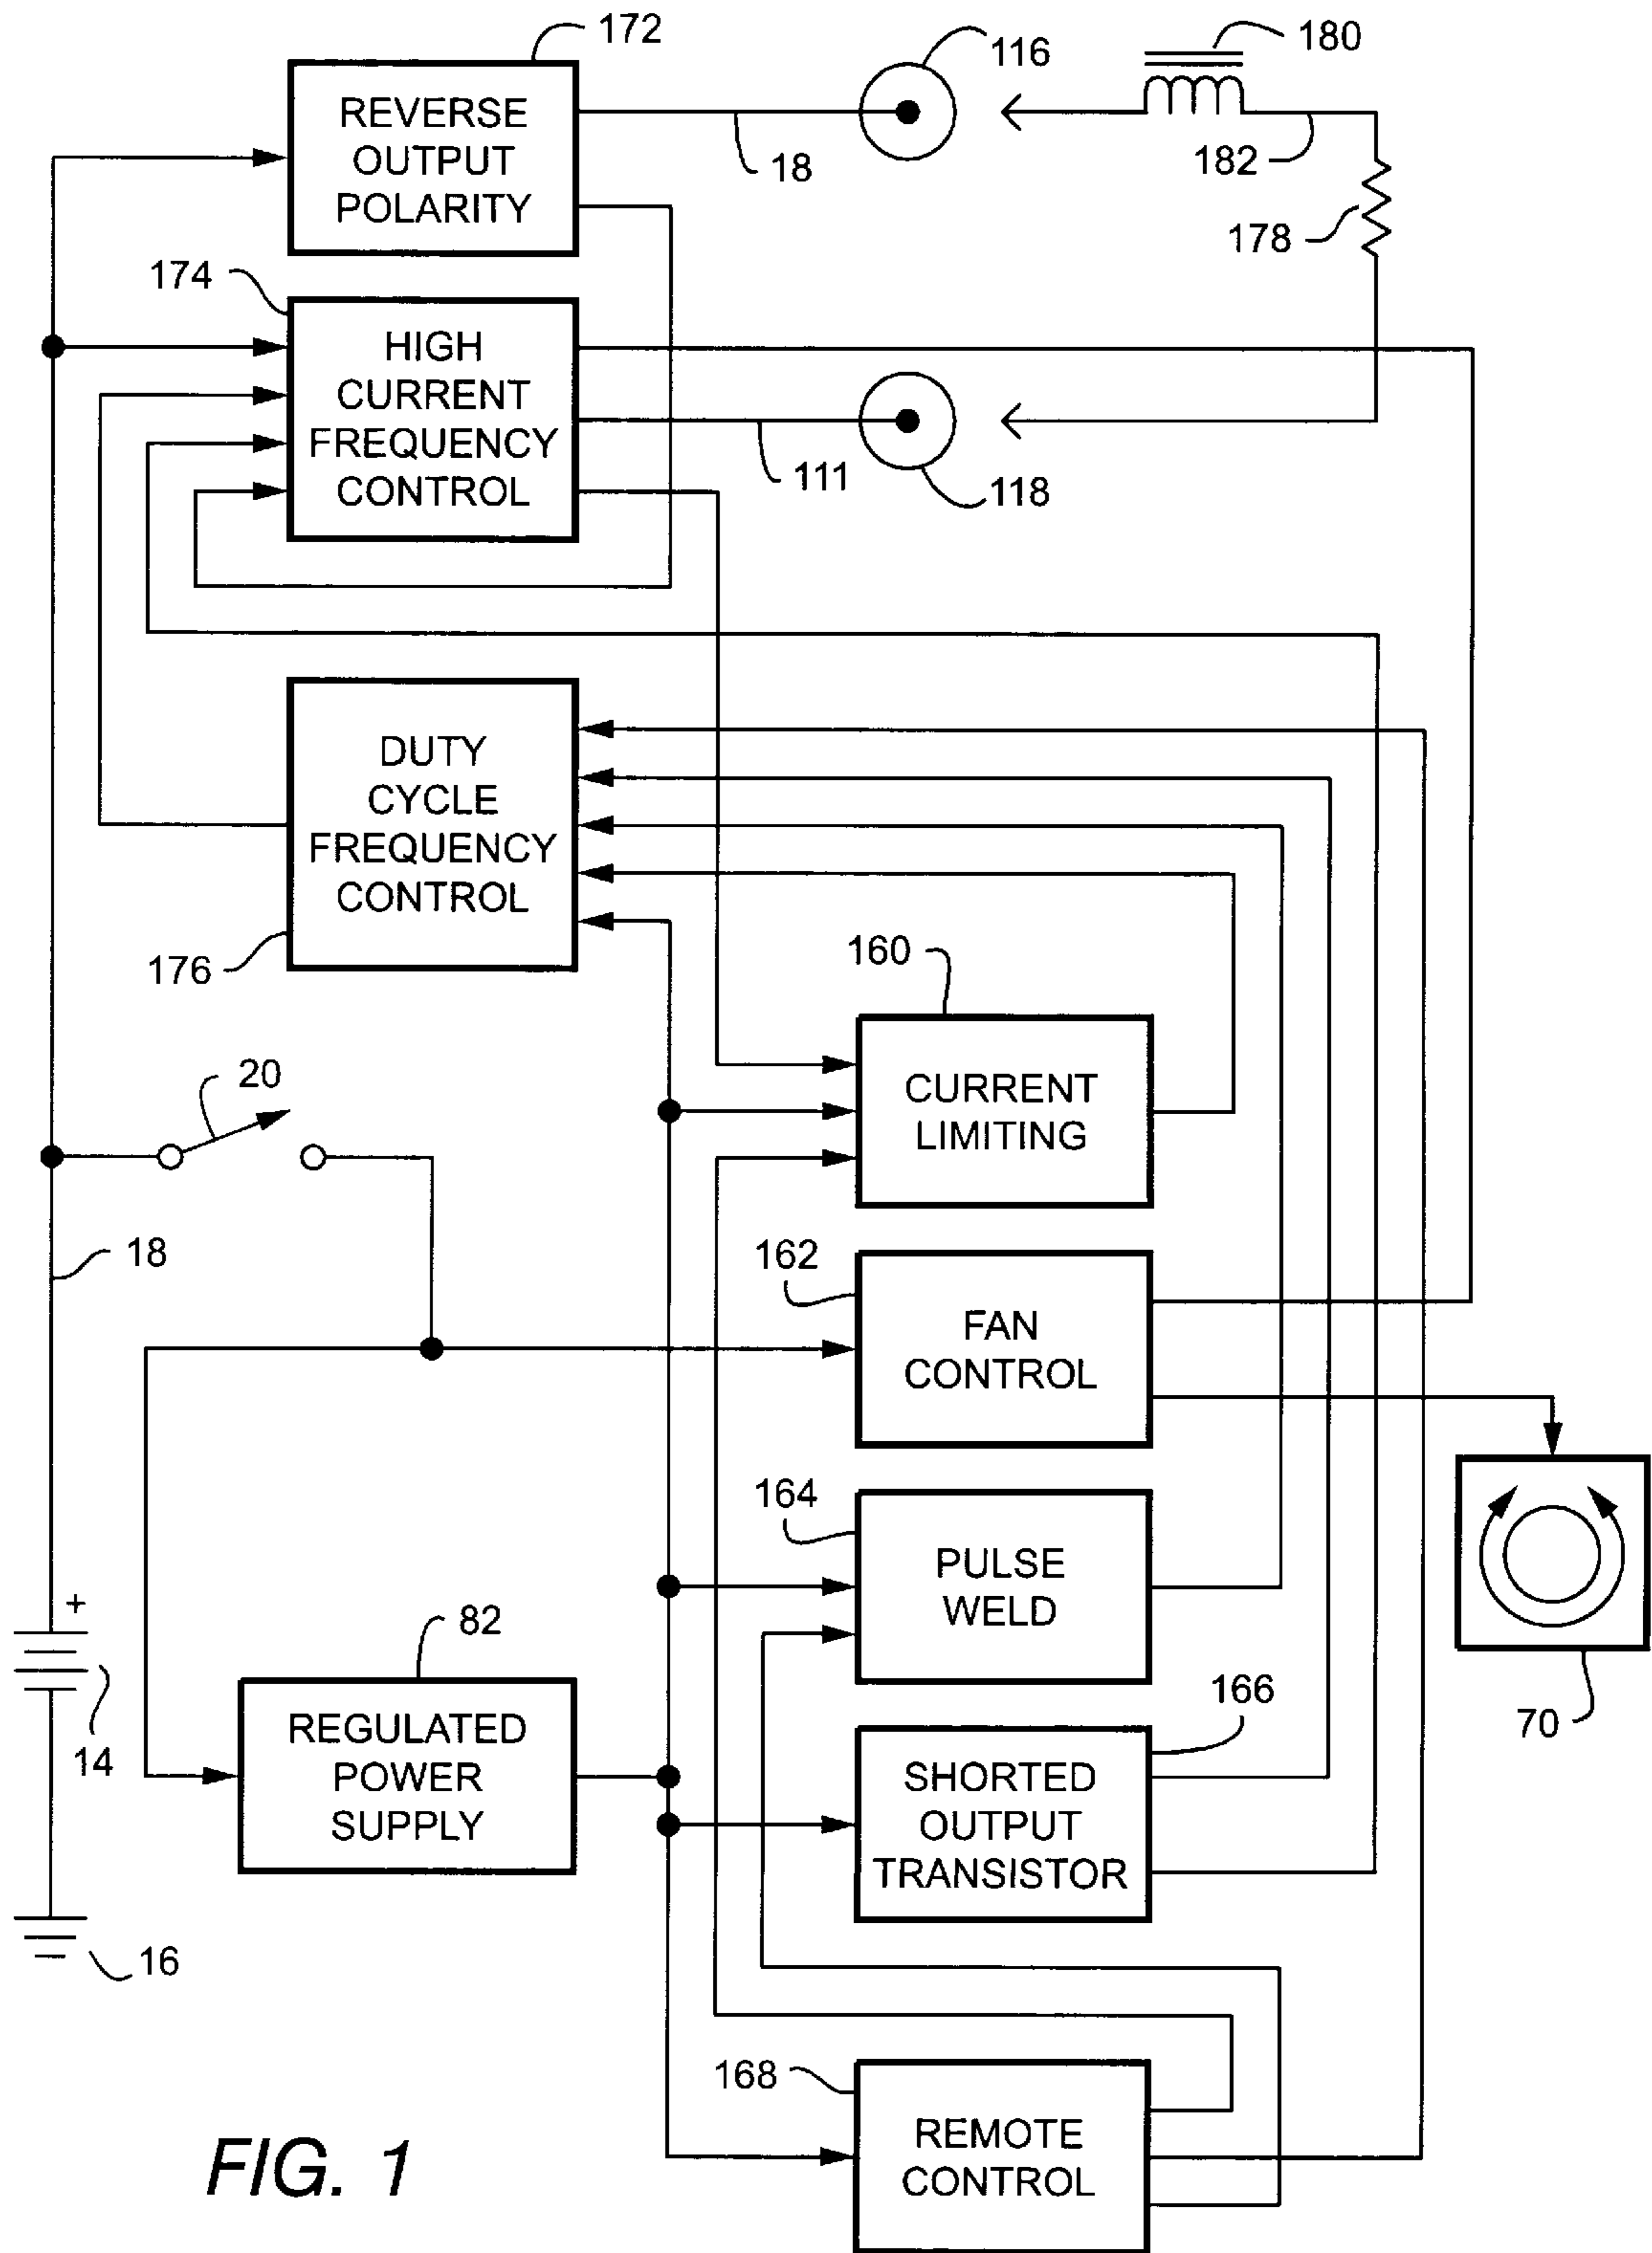 172
REVERSE
OUTPUT
POLARITY
18
116
180
182
178
174
HIGH
CURRENT
FREQUENCY
CONTROL
111
118
DUTY
CYCLE
FREQUENCY
CONTROL
176
160
CURRENT
LIMITING
20
18
162
FAN
CONTROL
164
PULSE
WELD
+
14
82
REGULATED
POWER
SUPPLY
166
SHORTED
OUTPUT
TRANSISTOR
70
16
168
REMOTE
CONTROL
FIG. 1